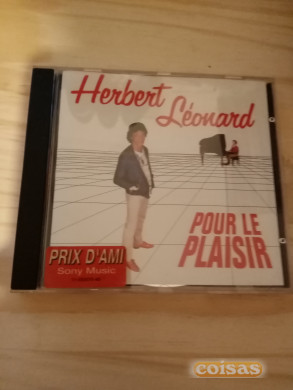 Herbert Léonard
POUR LE
PLAISIR
PRIX D'AMI
Sony Music
coisas